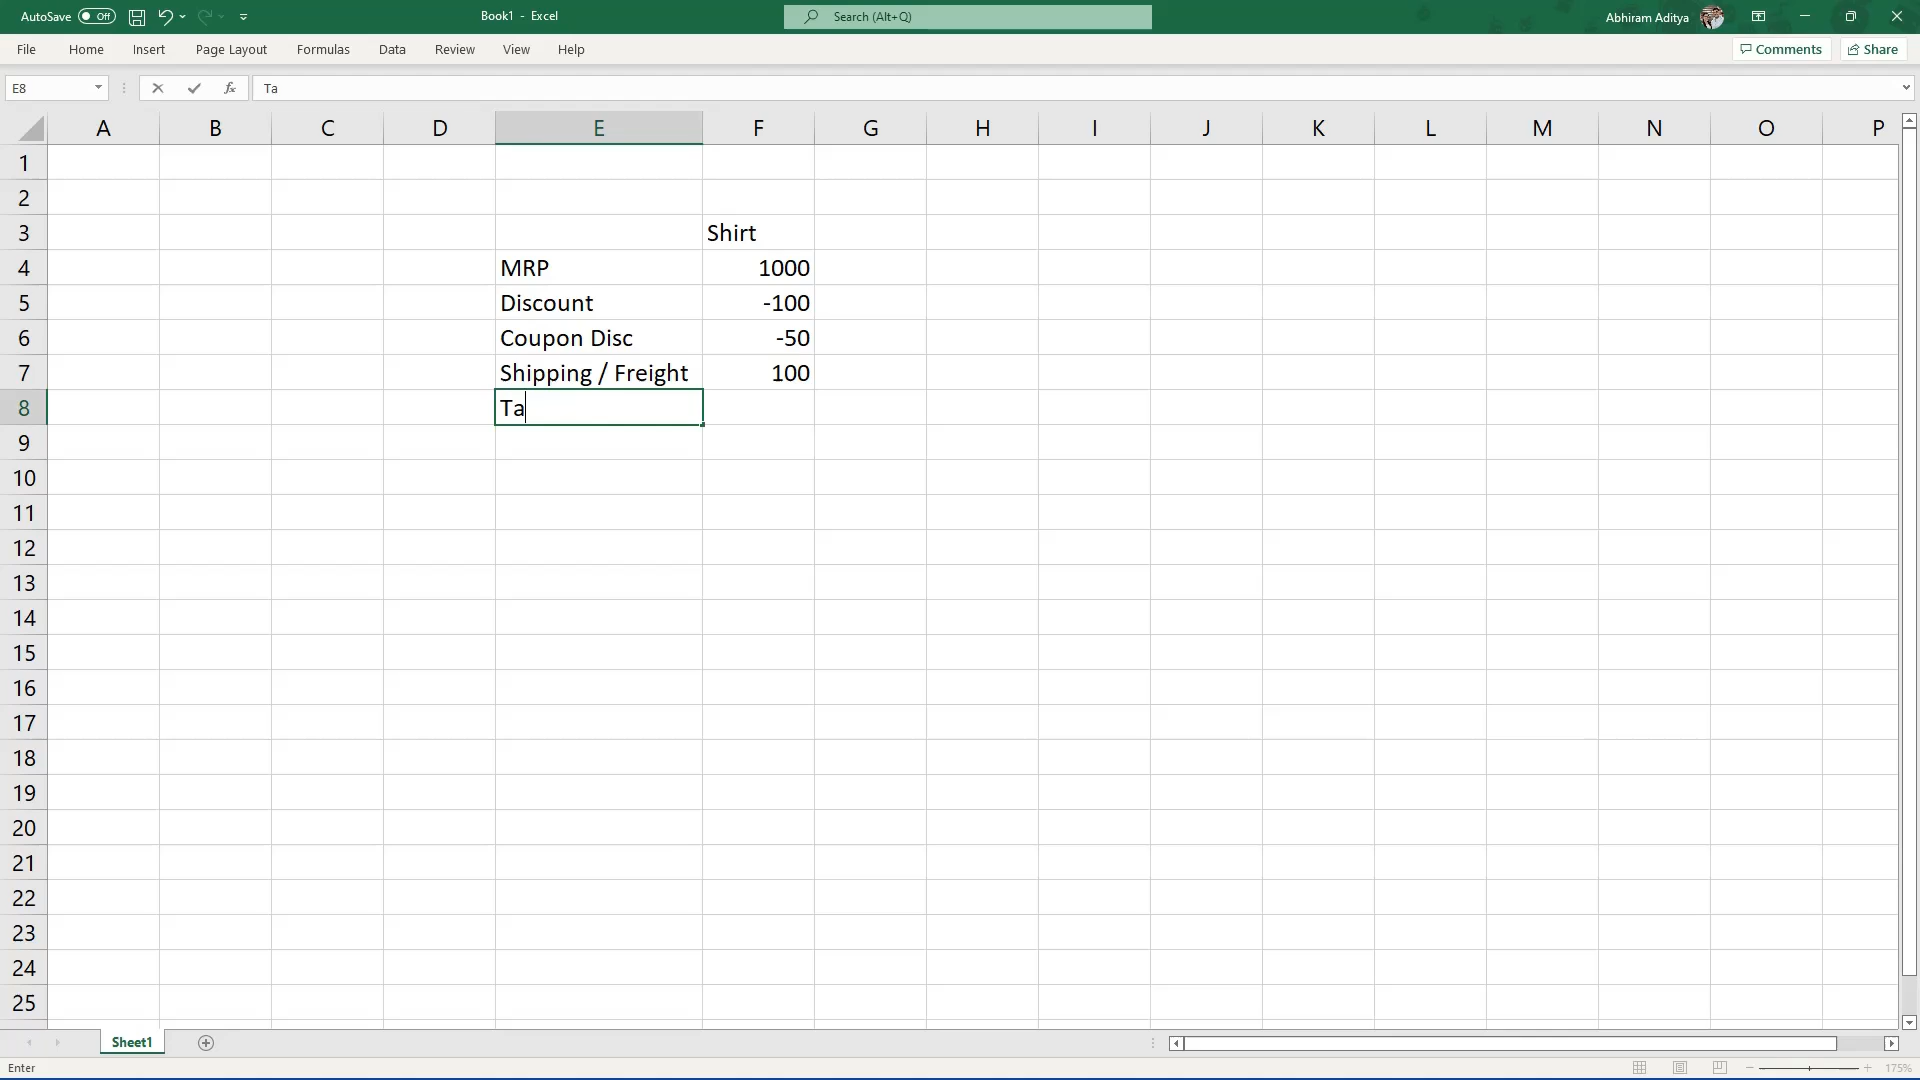 AutoSave Off Book1 - Excel Search (Alt+Q) Abhiram Aditya
File Home Insert Page Layout Formulas Data Review View Help Comments Share
E8 fx Ta
A B C D E F G H I J K L M N O P
1
2
3 Shirt
4 MRP 1000
5 Discount -100
6 Coupon Disc -50
7 Shipping / Freight 100
8 Ta
9
10
11
12
13
14
15
16
17
18
19
20
21
22
23
24
25
Sheet1
Enter 175%